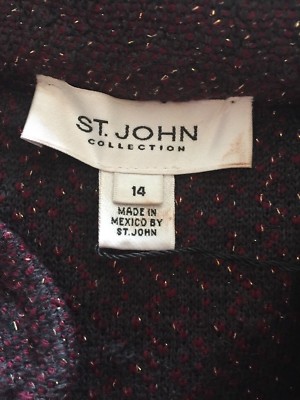 ST. JOHN
COLLECTION
14
MADE IN
MEXICO BY
ST.JOHN